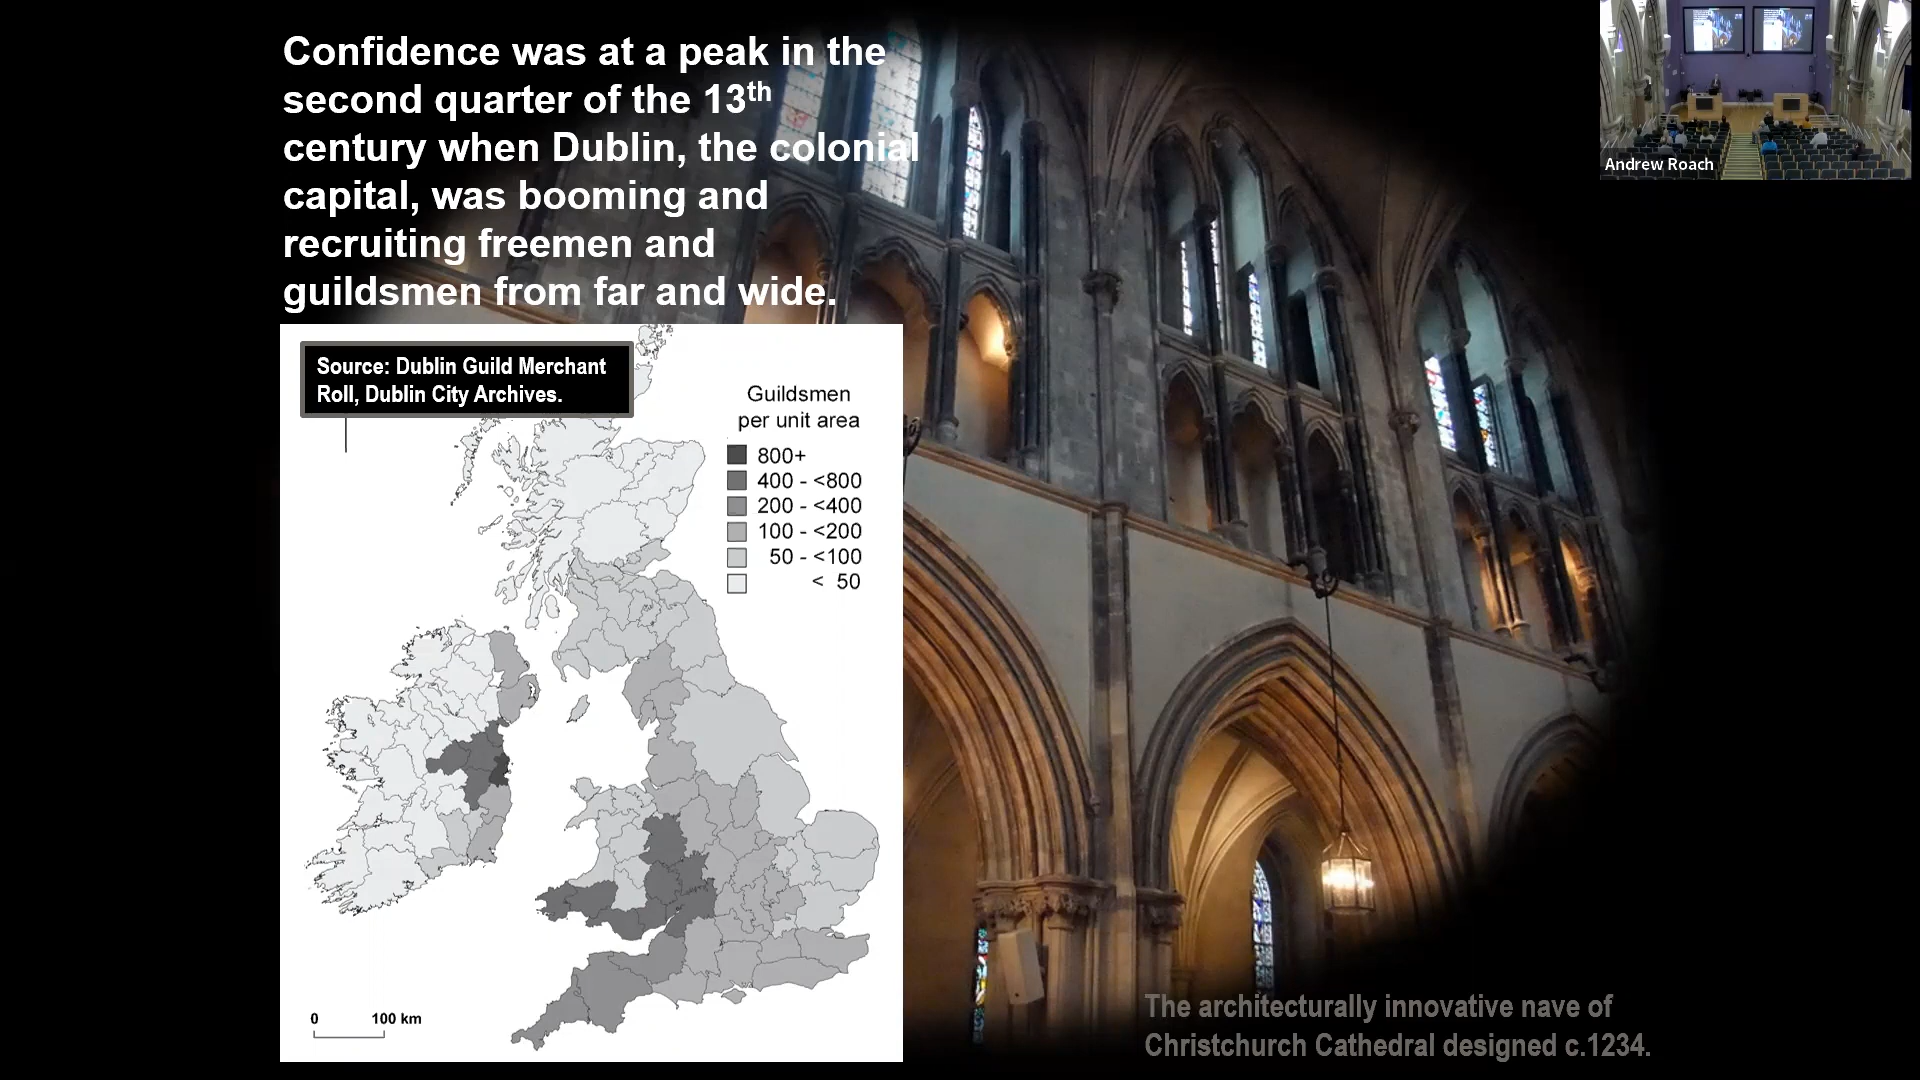 Confidence was at a peak in the
second quarter of the 13th
century when Dublin, the colonial
capital, was booming and
recruiting freemen and
guildsmen from far and wide.
Andrew Roach
Source: Dublin Guild Merchant
Roll, Dublin City Archives.
Guildsmen
per unit area
800+
400 - <800
200 - <400
100 - <200
50 - <100
< 50
0 100 km
The architecturally innovative nave of
Christchurch Cathedral designed c.1234.